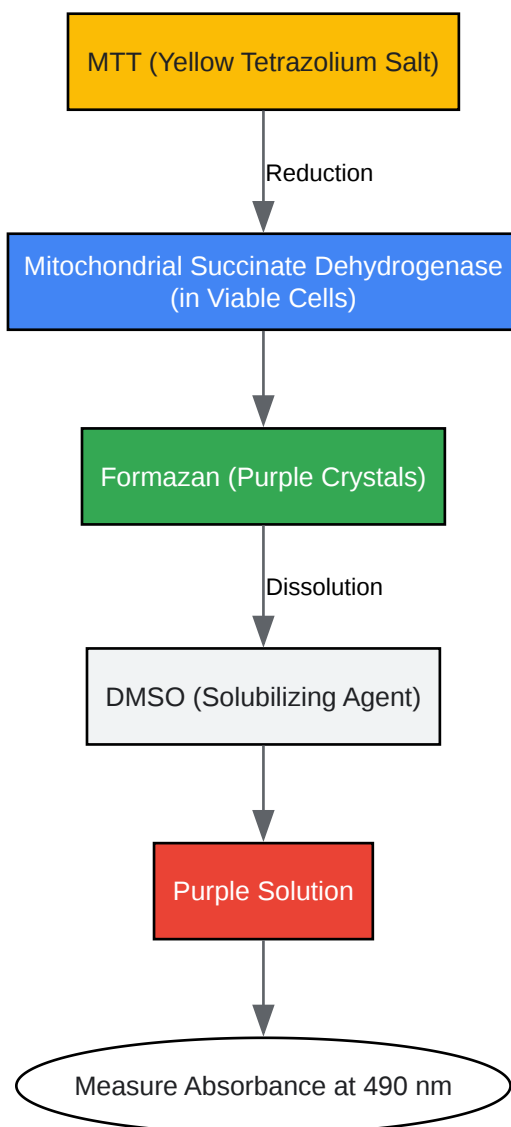 MTT (Yellow Tetrazolium Salt)
Reduction
Mitochondrial Succinate Dehydrogenase
(in Viable Cells)
Formazan (Purple Crystals)
Dissolution
DMSO (Solubilizing Agent)
Purple Solution
Measure Absorbance at 490 nm